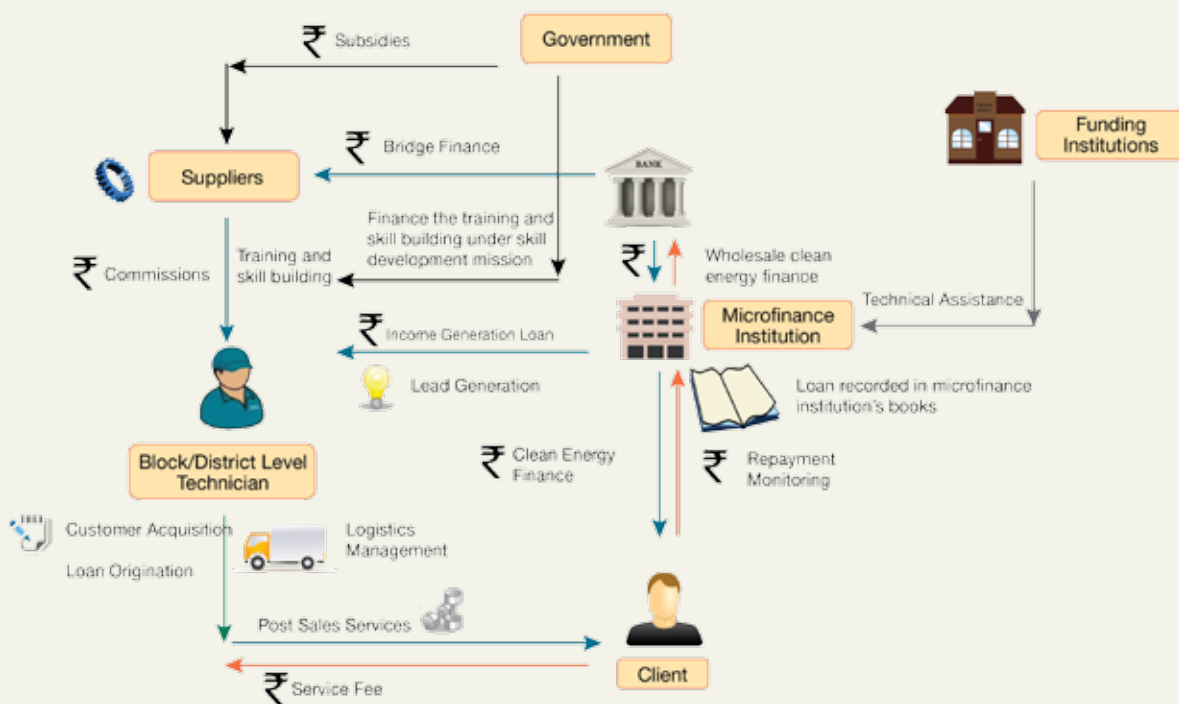 ₹ Subsidies
Government
Funding
Institutions
₹ Bridge Finance
BANK
Suppliers
Finance the training and
skill building under skill
development mission
Training and
skill building
₹ Commissions
₹
Wholesale clean
energy finance
Technical Assistance
Microfinance
Institution
₹ Income Generation Loan
Lead Generation
Loan recorded in microfinance
institution's books
₹ Clean Energy
Finance
₹ Repayment
Monitoring
Block/District Level
Technician
Customer Acquisition
Loan Origination
Logistics
Management
Post Sales Services
Client
₹ Service Fee